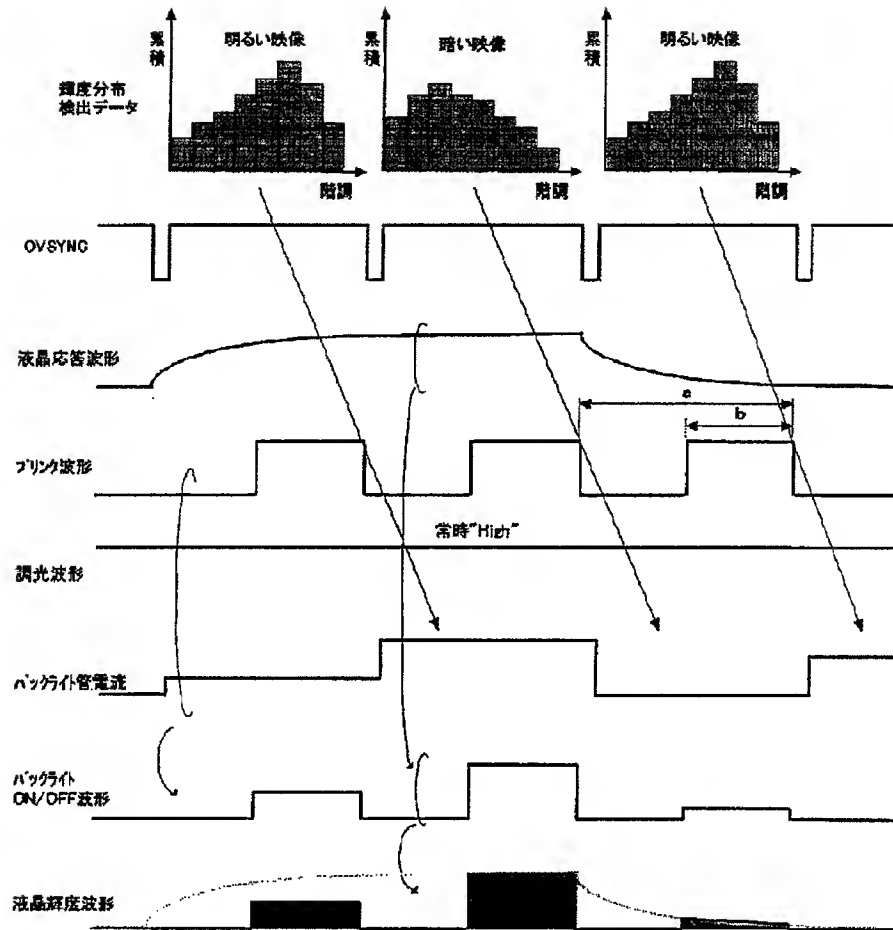 累積
明るい映像
階調
累積
暗い映像
階調
累積
明るい映像
階調
輝度分布
検出データ
OVSYNC
液晶応答波形
a
b
ブリンク波形
常時"High"
調光波形
バックライト管電流
バックライト
ON/OFF波形
液晶輝度波形